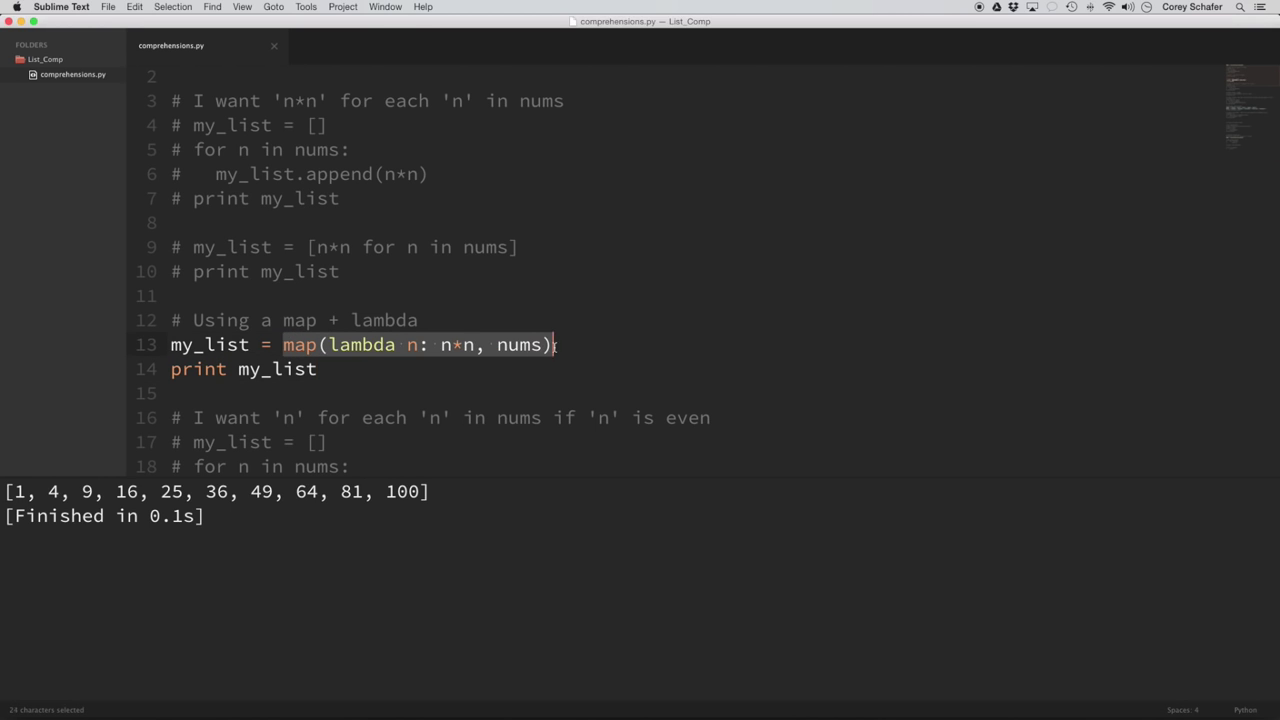 Sublime Text File Edit Selection Find View Goto Tools Project Window Help Corey Schafer
comprehensions.py — List_Comp
FOLDERS
List_Comp
comprehensions.py
comprehensions.py
2
3 # I want 'n*n' for each 'n' in nums
4 # my_list = []
5 # for n in nums:
6 #   my_list.append(n*n)
7 # print my_list
8
9 # my_list = [n*n for n in nums]
10 # print my_list
11
12 # Using a map + lambda
13 my_list = map(lambda n: n*n, nums)
14 print my_list
15
16 # I want 'n' for each 'n' in nums if 'n' is even
17 # my_list = []
18 # for n in nums:
[1, 4, 9, 16, 25, 36, 49, 64, 81, 100]
[Finished in 0.1s]
24 characters selected Spaces: 4 Python